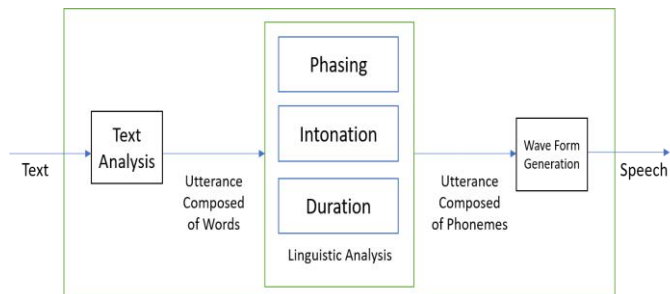 Text
Text
Analysis
Utterance
Composed
of Words
Phasing
Intonation
Duration
Linguistic Analysis
Utterance
Composed
of Phonemes
Wave Form
Generation
Speech